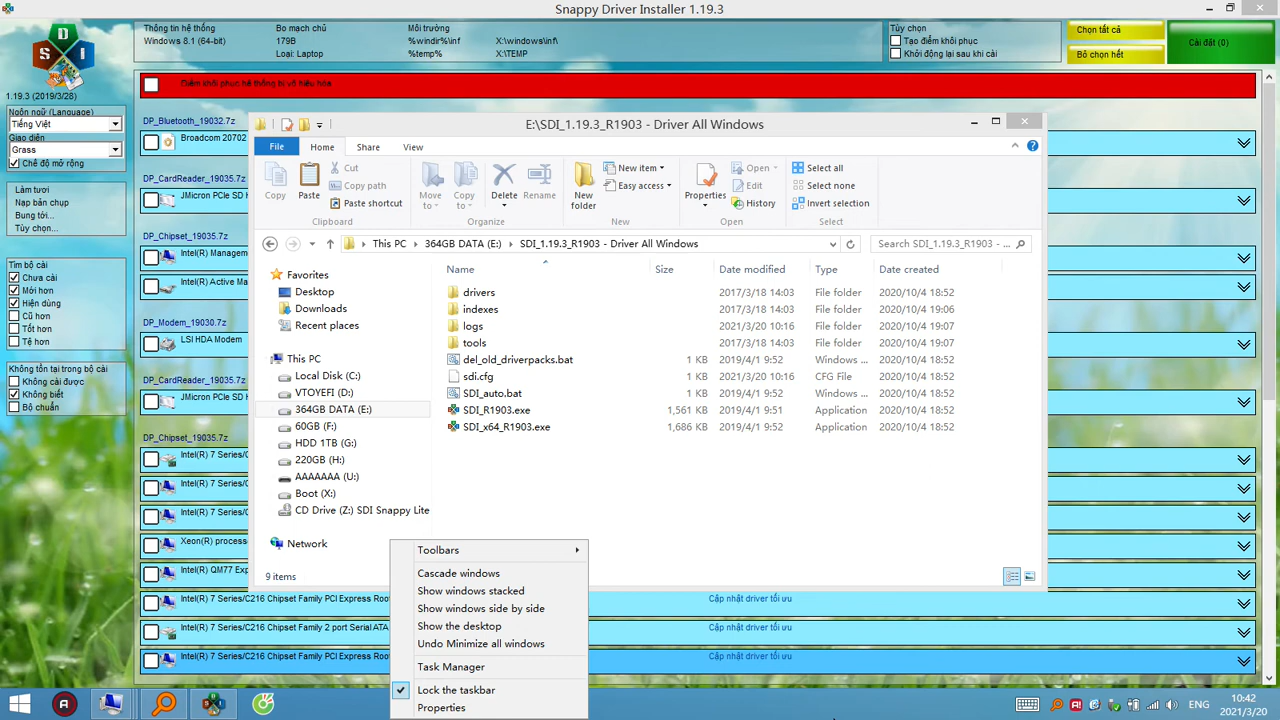 Snappy Driver Installer 1.19.3
Thông tin hệ thống
Windows 8.1 (64-bit)
Bo mạch chủ
179B
Loại: Laptop
Môi trường
%windir%\inf
%temp%
X:\windows\inf\
X:\TEMP
Tùy chọn
Tạo điểm khôi phục
Khởi động lại sau khi cài
Chọn tất cả
Bỏ chọn hết
Cài đặt (0)
S D I
1.19.3 (2019/3/28)
Ngôn ngữ (Language)
Tiếng Việt
Giao diện
Grass
Chế độ mở rộng
Làm tươi
Nạp bản chụp
Bung tới...
Tùy chọn...
Tìm bộ cài
Chưa cài
Mới hơn
Hiện dùng
Cũ hơn
Tốt hơn
Tệ hơn
Không tồn tại trong bộ cài
Không cài được
Không biết
Bộ chuẩn
Điểm khôi phục hệ thống bị vô hiệu hóa
DP_Bluetooth_19032.7z
Broadcom 20702
DP_CardReader_19035.7z
JMicron PCIe SD H
DP_Chipset_19035.7z
Intel(R) Managem
Intel(R) Active Ma
DP_Modem_19030.7z
LSI HDA Modem
DP_CardReader_19035.7z
JMicron PCIe SD H
DP_Chipset_19035.7z
Intel(R) 7 Series/C
Intel(R) 7 Series/C
Intel(R) 7 Series/C
Xeon(R) process
Intel(R) QM77 Exp
Intel(R) 7 Series/C216 Chipset Family PCI Express Root
Cập nhật driver tối ưu
Intel(R) 7 Series/C216 Chipset Family 2 port Serial ATA
Cập nhật driver tối ưu
Intel(R) 7 Series/C216 Chipset Family PCI Express Root
Cập nhật driver tối ưu
E:\SDI_1.19.3_R1903 - Driver All Windows
File Home Share View
Copy
Paste
Cut
Copy path
Paste shortcut
Clipboard
Move to
Copy to
Delete
Rename
Organize
New folder
New item
Easy access
New
Properties
Open
Edit
History
Open
Select all
Select none
Invert selection
Select
This PC
364GB DATA (E:)
SDI_1.19.3_R1903 - Driver All Windows
Search SDI_1.19.3_R1903 - ...
Favorites
Desktop
Downloads
Recent places
This PC
Local Disk (C:)
VTOYEFI (D:)
364GB DATA (E:)
60GB (F:)
HDD 1TB (G:)
220GB (H:)
AAAAAAA (U:)
Boot (X:)
CD Drive (Z:) SDI Snappy Lite
Network
Name Size Date modified Type Date created
drivers 2017/3/18 14:03 File folder 2020/10/4 18:52
indexes 2017/3/18 14:03 File folder 2020/10/4 19:06
logs 2021/3/20 10:16 File folder 2020/10/4 19:07
tools 2017/3/18 14:03 File folder 2020/10/4 19:07
del_old_driverpacks.bat 1 KB 2019/4/1 9:52 Windows ... 2020/10/4 18:52
sdi.cfg 1 KB 2021/3/20 10:16 CFG File 2020/10/4 18:52
SDI_auto.bat 1 KB 2019/4/1 9:52 Windows ... 2020/10/4 18:52
SDI_R1903.exe 1,561 KB 2019/4/1 9:51 Application 2020/10/4 18:52
SDI_x64_R1903.exe 1,686 KB 2019/4/1 9:52 Application 2020/10/4 18:52
9 items
Toolbars
Cascade windows
Show windows stacked
Show windows side by side
Show the desktop
Undo Minimize all windows
Task Manager
Lock the taskbar
Properties
ENG
10:42
2021/3/20